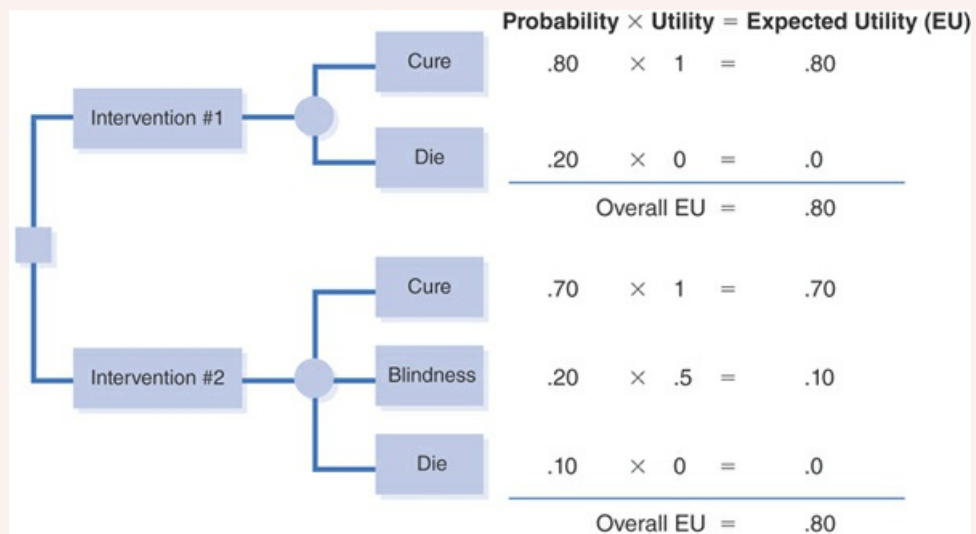 Probability × Utility = Expected Utility (EU)
Cure .80 × 1 = .80
Intervention #1
Die .20 × 0 = .0
Overall EU = .80
Cure .70 × 1 = .70
Intervention #2 Blindness .20 × .5 = .10
Die .10 × 0 = .0
Overall EU = .80